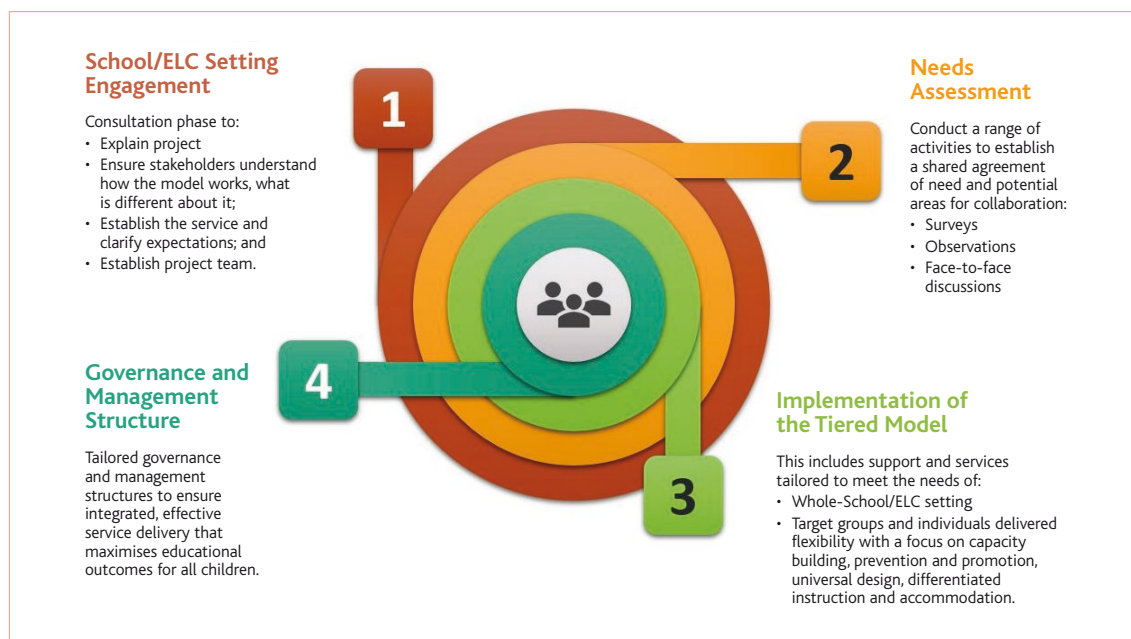 School/ELC Setting
Engagement
Consultation phase to:
• Explain project
• Ensure stakeholders understand
how the model works, what
is different about it;
• Establish the service and
clarify expectations; and
• Establish project team.
1
Needs
Assessment
Conduct a range of
activities to establish
a shared agreement
of need and potential
areas for collaboration:
• Surveys
• Observations
• Face-to-face
discussions
2
Implementation of
the Tiered Model
This includes support and services
tailored to meet the needs of:
• Whole-School/ELC setting
• Target groups and individuals delivered
flexibility with a focus on capacity
building, prevention and promotion,
universal design, differentiated
instruction and accommodation.
3
Governance and
Management
Structure
Tailored governance
and management
structures to ensure
integrated, effective
service delivery that
maximises educational
outcomes for all children.
4